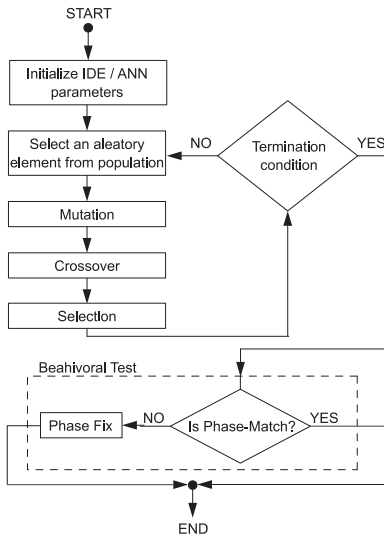 START
Initialize IDE / ANN
parameters
Select an aleatory
element from population
NO
Termination
condition
YES
Mutation
Crossover
Selection
Beahivoral Test
Phase Fix
NO
Is Phase-Match?
YES
END